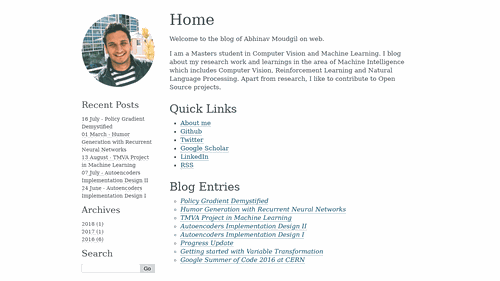 Home
Welcome to the blog of Abhinav Moudgil on web.
I am a Masters student in Computer Vision and Machine Learning. I blog
about my research work and learnings in the area of Machine Intelligence
which includes Computer Vision, Reinforcement Learning and Natural
Language Processing. Apart from research, I like to contribute to Open
Source projects.
Quick Links
About me
Github
Twitter
Google Scholar
LinkedIn
RSS
Blog Entries
Policy Gradient Demystified
Humor Generation with Recurrent Neural Networks
TMVA Project in Machine Learning
Autoencoders Implementation Design II
Autoencoders Implementation Design I
Progress Update
Getting started with Variable Transformation
Google Summer of Code 2016 at CERN
Recent Posts
16 July - Policy Gradient
Demystified
01 March - Humor
Generation with Recurrent
Neural Networks
13 August - TMVA Project
in Machine Learning
07 July - Autoencoders
Implementation Design II
24 June - Autoencoders
Implementation Design I
Archives
2018 (1)
2017 (1)
2016 (6)
Search
Go